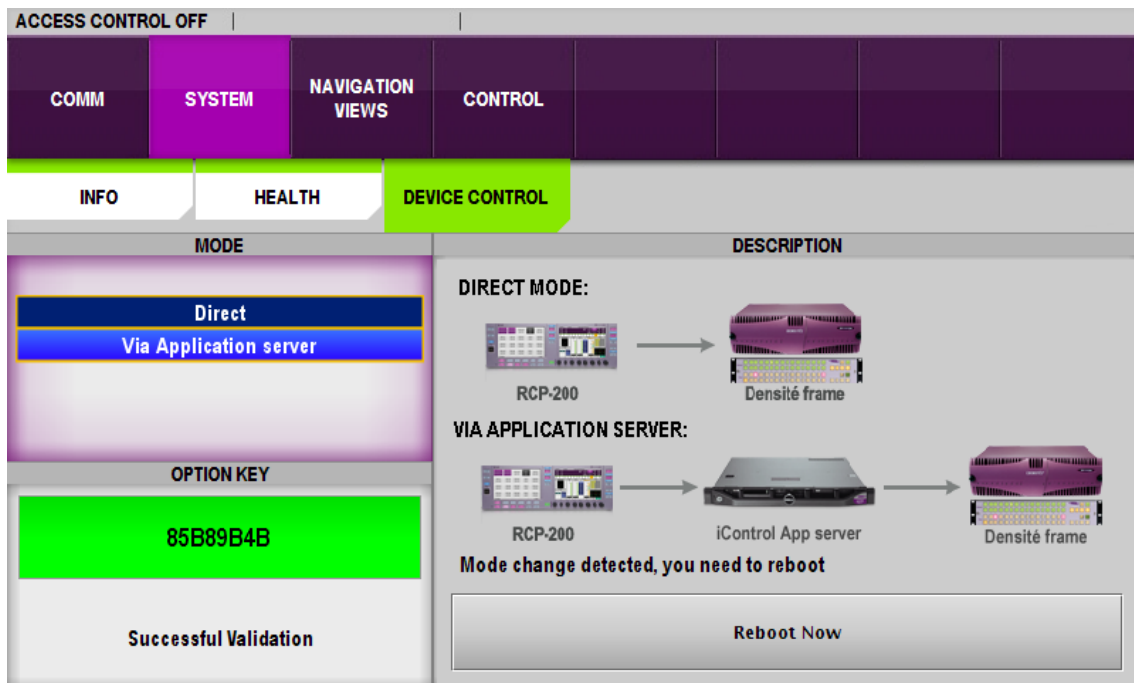 ACCESS CONTROL OFF | |
COMM
SYSTEM
NAVIGATION
VIEWS
CONTROL
INFO
HEALTH
DEVICE CONTROL
MODE
Direct
Via Application server
OPTION KEY
85B89B4B
Successful Validation
DESCRIPTION
DIRECT MODE:
RCP-200
Densité frame
VIA APPLICATION SERVER:
RCP-200
iControl App server
Densité frame
Mode change detected, you need to reboot
Reboot Now